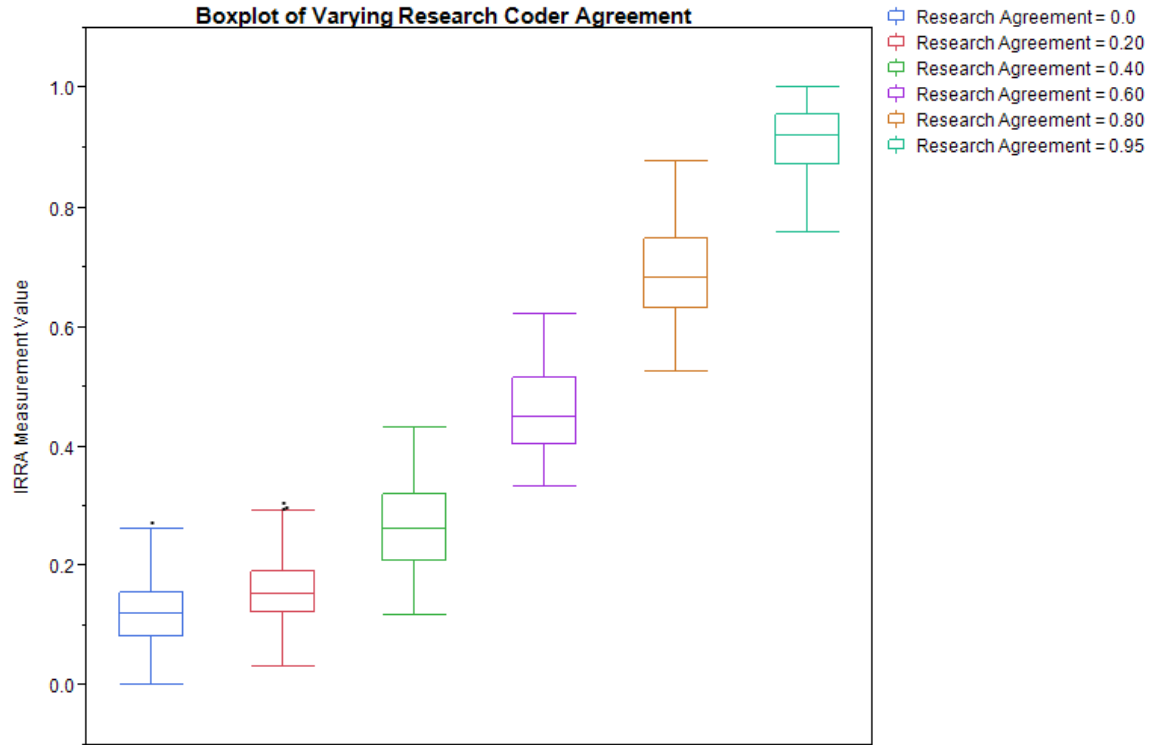 Boxplot of Varying Research Coder Agreement
Research Agreement = 0.0
Research Agreement = 0.20
Research Agreement = 0.40
Research Agreement = 0.60
Research Agreement = 0.80
Research Agreement = 0.95
IRRA Measurement Value
1.0
0.8
0.6
0.4
0.2
0.0